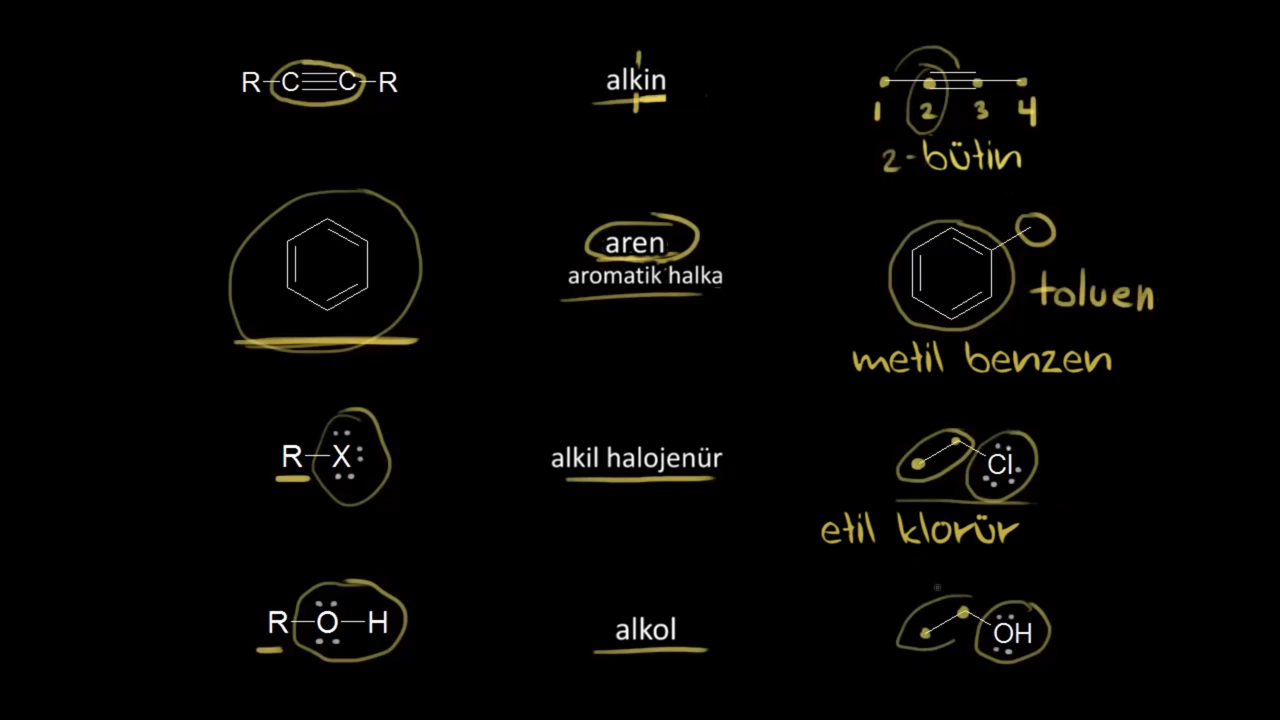 R-C≡C-R alkin
1 2 3 4
2-bütin
aren
aromatik halka
toluen
metil benzen
R-X alkil halojenür Cl
etil klorür
R-O-H alkol OH